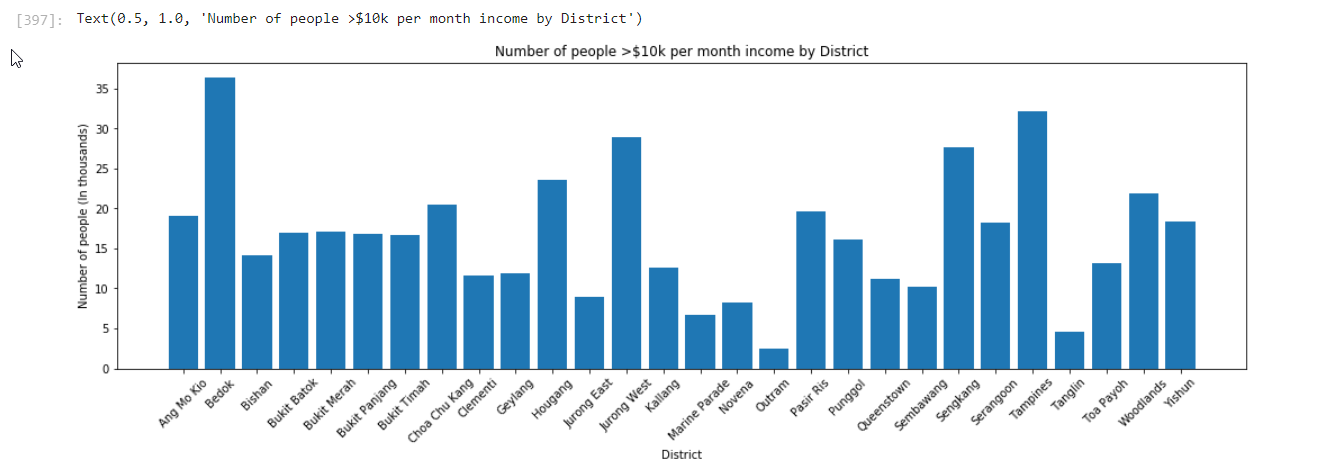 [397]: Text(0.5, 1.0, 'Number of people >$10k per month income by District')
Number of people >$10k per month income by District
Number of people (In thousands)
35
30
25
20
15
10
5
0
Ang Mo Kio
Bedok
Bishan
Bukit Batok
Bukit Merah
Bukit Panjang
Bukit Timah
Choa Chu Kang
Clementi
Geylang
Hougang
Jurong East
Jurong West
Kallang
Marine Parade
Novena
Outram
Pasir Ris
Punggol
Queenstown
Sembawang
Sengkang
Serangoon
Tampines
Tanglin
Toa Payoh
Woodlands
Yishun
District